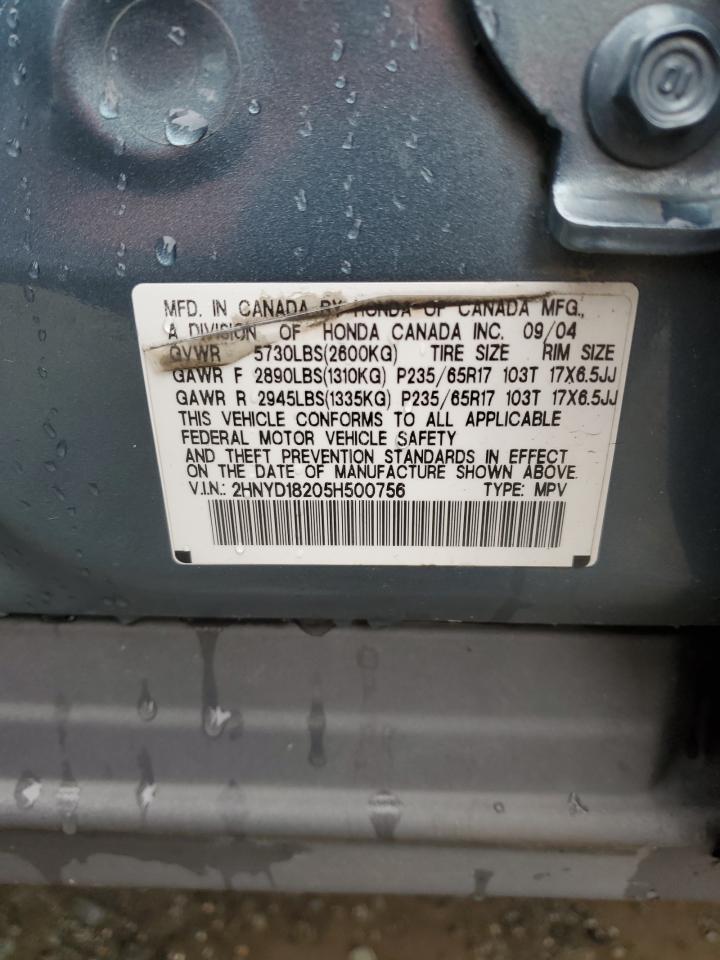 10
MFD. IN CANADA BY HONDA OF CANADA MFG.,
A DIVISION OF HONDA CANADA INC. 09/04
GVWR 5730LBS(2600KG) TIRE SIZE RIM SIZE
GAWR F 2890LBS(1310KG) P235/65R17 103T 17X6.5JJ
GAWR R 2945LBS(1335KG) P235/65R17 103T 17X6.5JJ
THIS VEHICLE CONFORMS TO ALL APPLICABLE
FEDERAL MOTOR VEHICLE SAFETY
AND THEFT PREVENTION STANDARDS IN EFFECT
ON THE DATE OF MANUFACTURE SHOWN ABOVE.
V.I.N.: 2HNYD18205H500756 TYPE: MPV